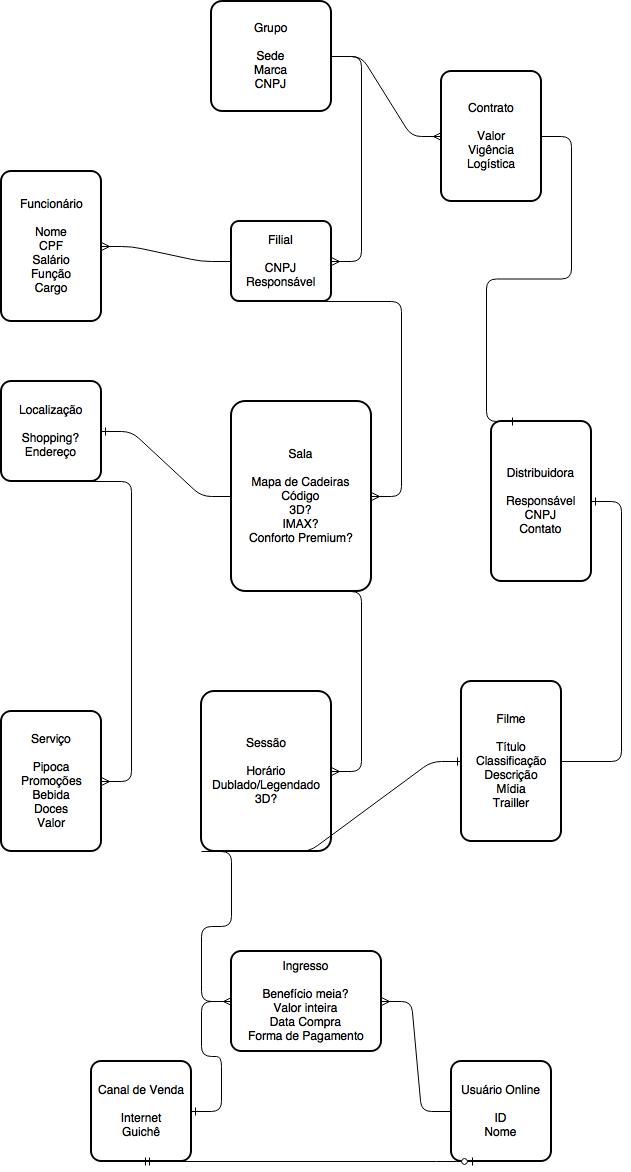 Grupo
Sede
Marca
CNPJ
Contrato
Valor
Vigência
Logística
Funcionário
Nome
CPF
Salário
Função
Cargo
Filial
CNPJ
Responsável
Localização
Shopping?
Endereço
Sala
Mapa de Cadeiras
Código
3D?
IMAX?
Conforto Premium?
Distribuidora
Responsável
CNPJ
Contato
Serviço
Pipoca
Promoções
Bebida
Doces
Valor
Sessão
Horário
Dublado/Legendado
3D?
Filme
Título
Classificação
Descrição
Mídia
Trailler
Ingresso
Benefício meia?
Valor inteira
Data Compra
Forma de Pagamento
Canal de Venda
Internet
Guichê
Usuário Online
ID
Nome